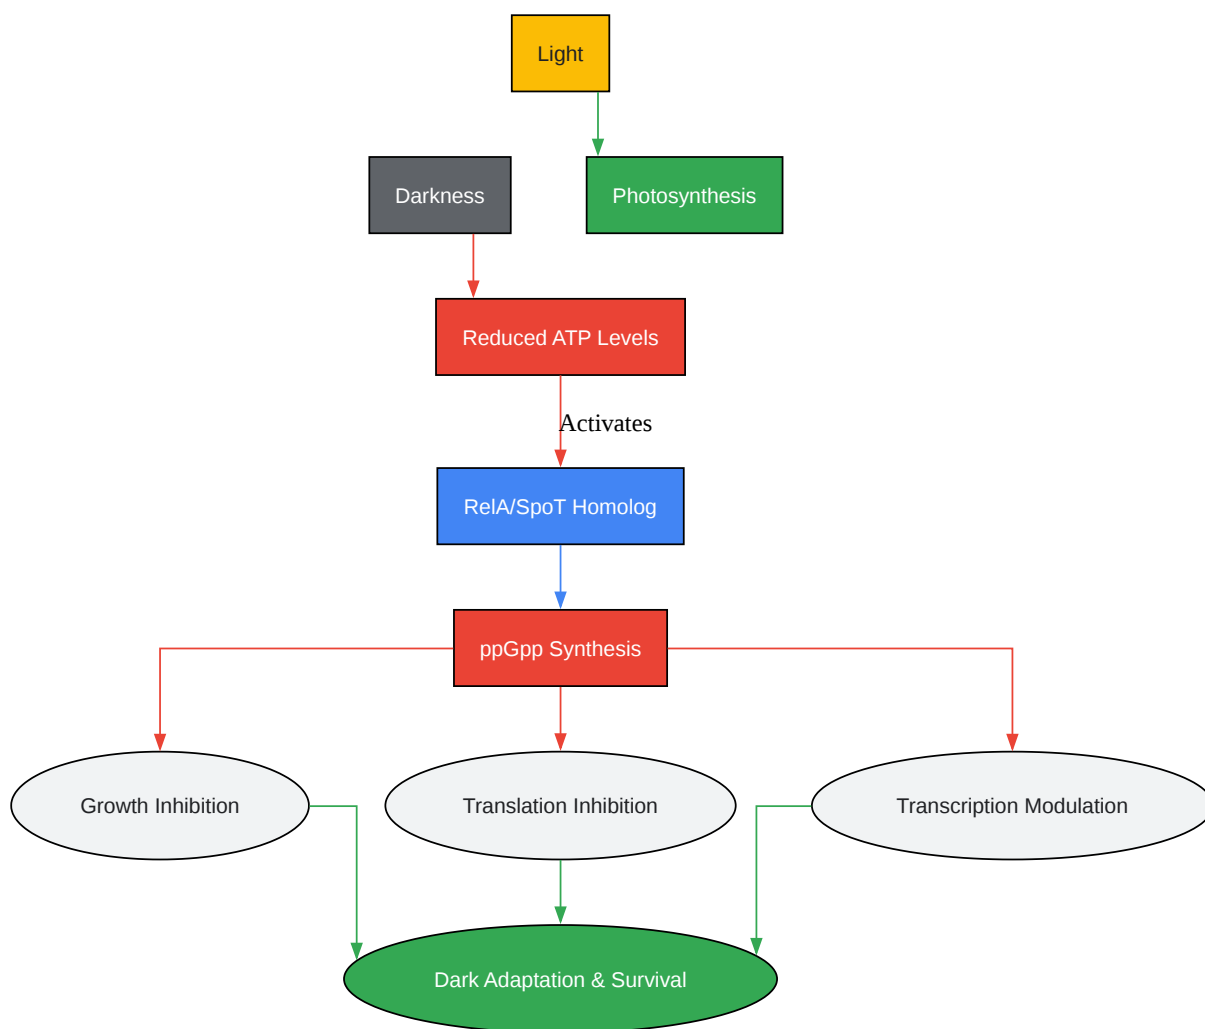 Light
Darkness
Photosynthesis
Reduced ATP Levels
Activates
RelA/SpoT Homolog
ppGpp Synthesis
Growth Inhibition
Translation Inhibition
Transcription Modulation
Dark Adaptation & Survival